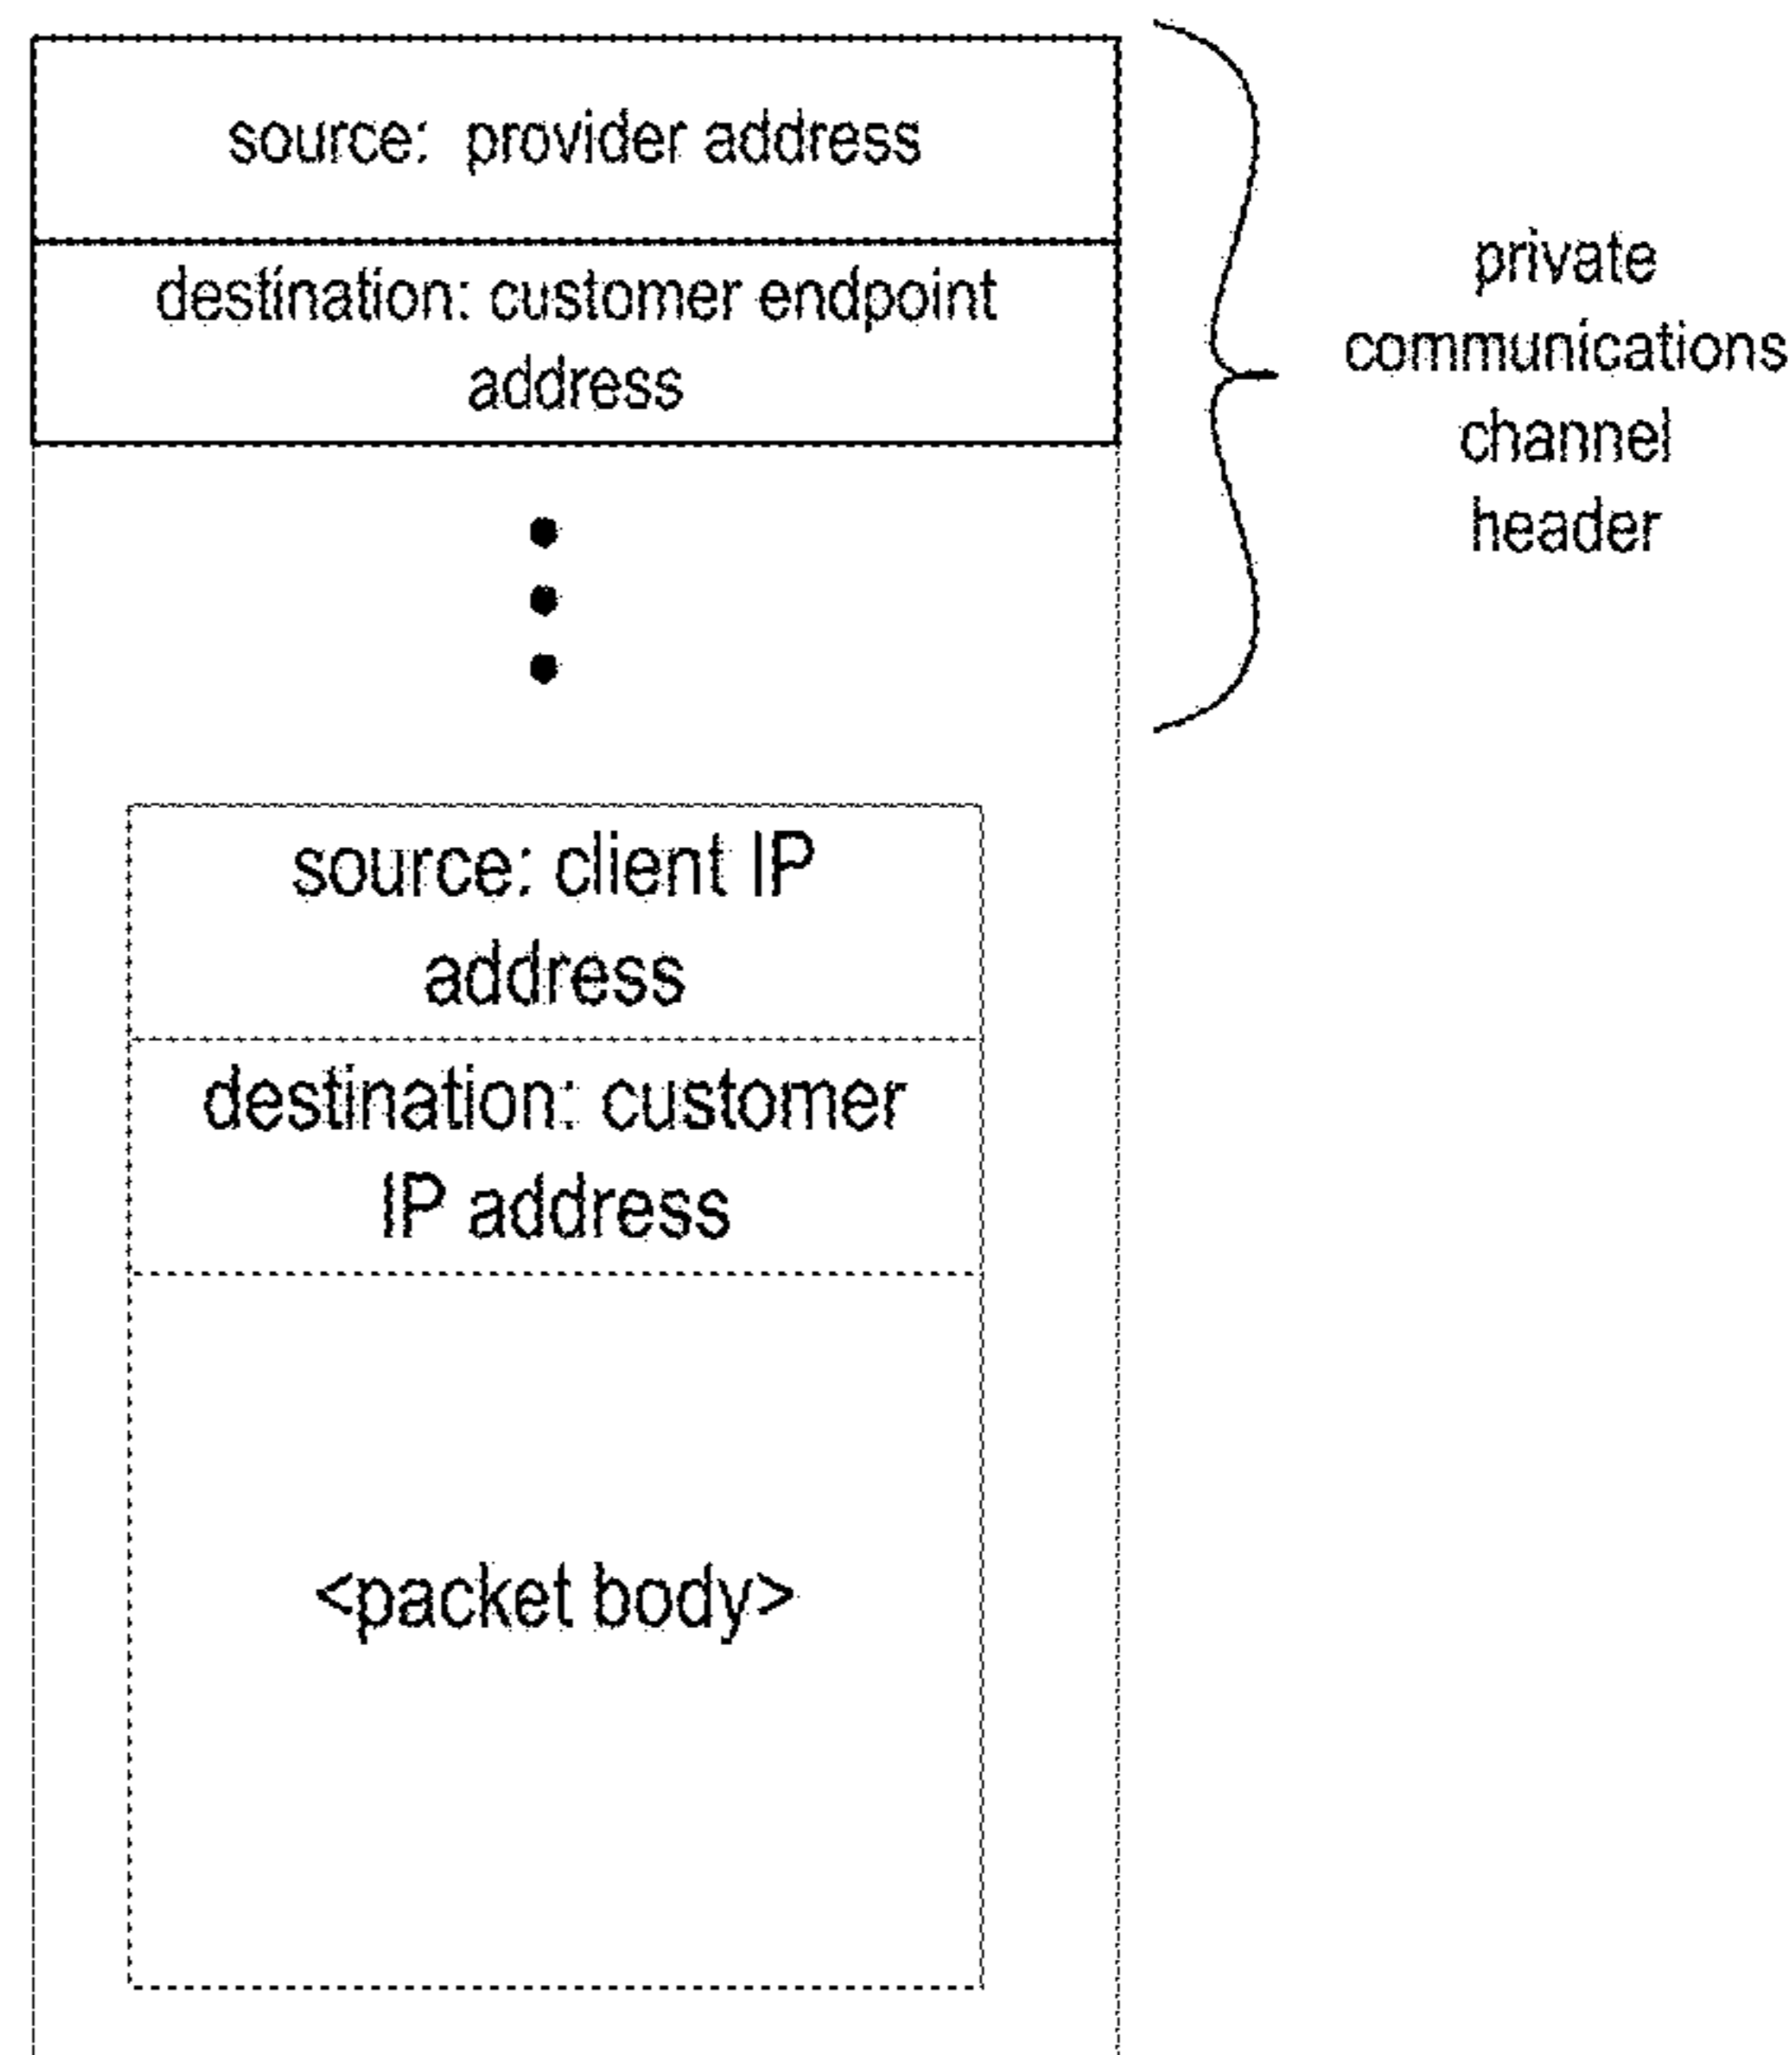 source: provider address
destination: customer endpoint
address
private
communications
channel
header
source: client IP
address
destination: customer
IP address
<packet body>